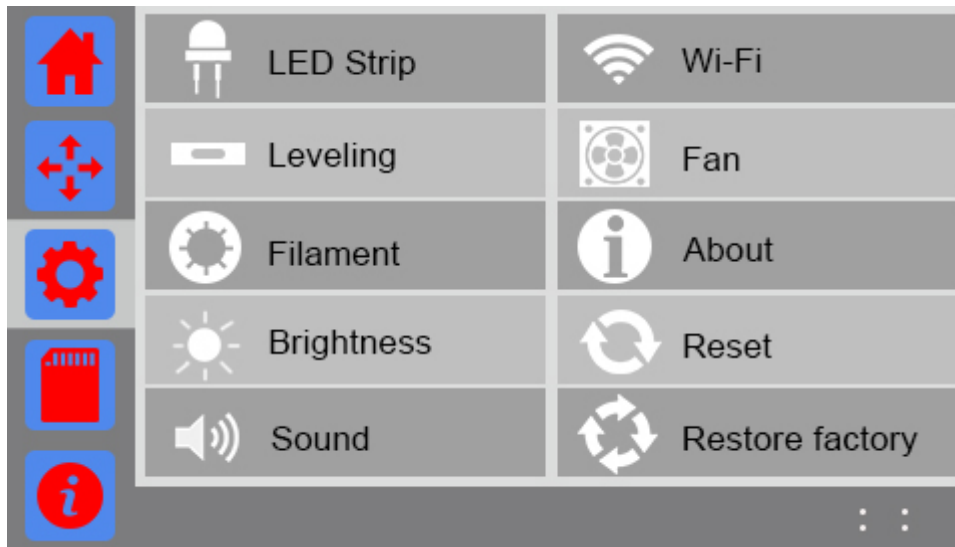 LED Strip
Wi-Fi
Leveling
Fan
Filament
About
Brightness
Reset
Sound
Restore factory
: :